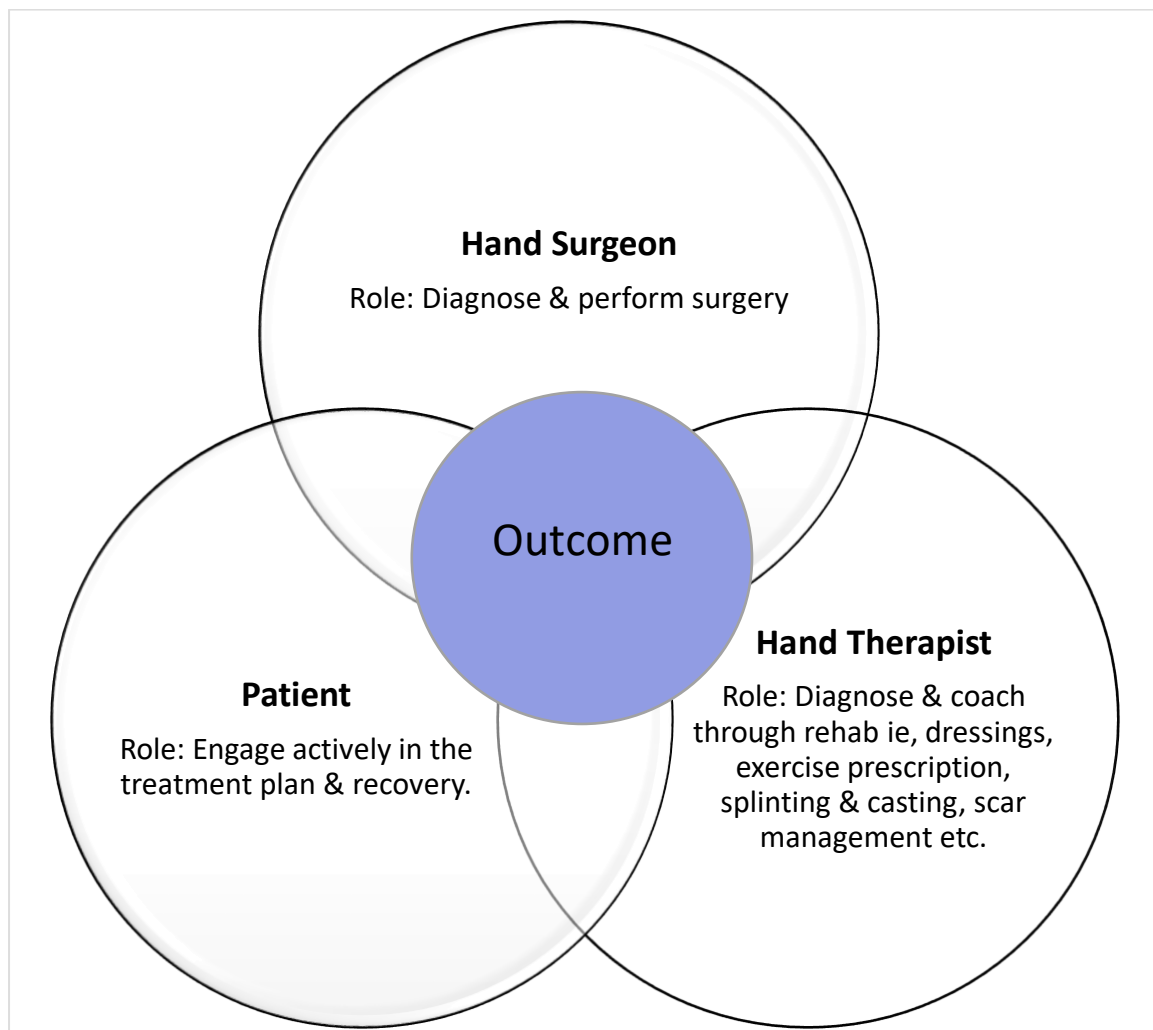 Hand Surgeon
Role: Diagnose & perform surgery
Outcome
Patient
Role: Engage actively in the
treatment plan & recovery.
Hand Therapist
Role: Diagnose & coach
through rehab ie, dressings,
exercise prescription,
splinting & casting, scar
management etc.